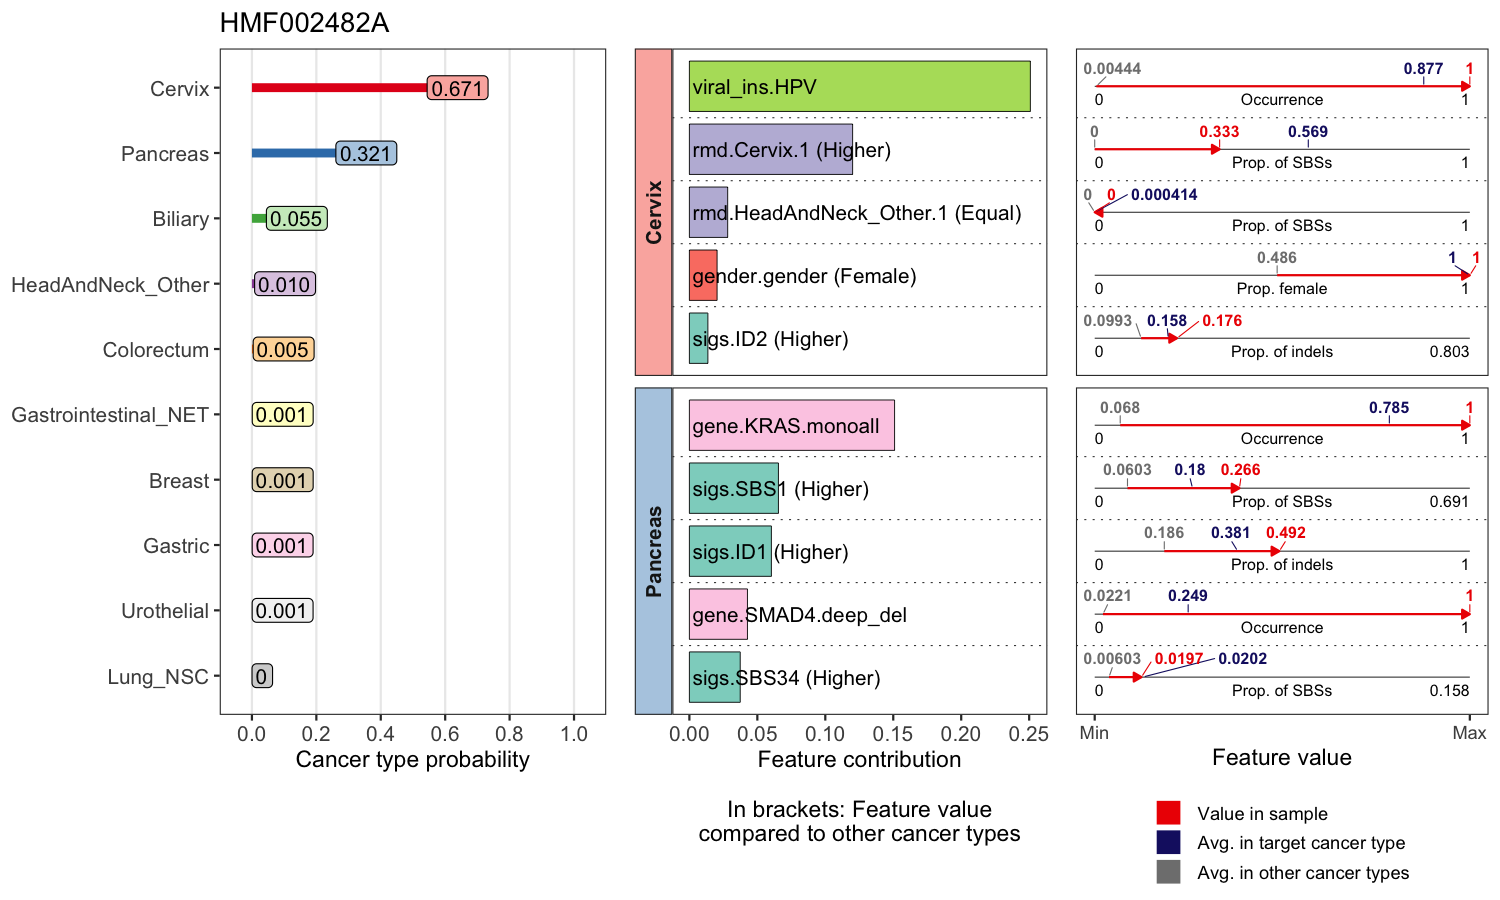 HMF002482A
Cervix
0.671
Pancreas
0.321
Biliary
0.055
HeadAndNeck_Other
0.010
Colorectum
0.005
Gastrointestinal_NET
0.001
Breast
0.001
Gastric
0.001
Urothelial
0.001
Lung_NSC
0
0.0 0.2 0.4 0.6 0.8 1.0
Cancer type probability
Cervix
viral_ins.HPV
rmd.Cervix.1 (Higher)
rmd.HeadAndNeck_Other.1 (Equal)
gender.gender (Female)
sigs.ID2 (Higher)
Pancreas
gene.KRAS.monoall
sigs.SBS1 (Higher)
sigs.ID1 (Higher)
gene.SMAD4.deep_del
sigs.SBS34 (Higher)
0.00 0.05 0.10 0.15 0.20 0.25
Feature contribution
In brackets: Feature value
compared to other cancer types
0.00444 0.877 1
0 Occurrence 1
0 0.333 0.569
0 Prop. of SBSs 1
0 0 0.000414
0 Prop. of SBSs 1
0.486 1 1
0 Prop. female 1
0.0993 0.158 0.176
0 Prop. of indels 0.803
0.068 0.785 1
0 Occurrence 1
0.0603 0.18 0.266
0 Prop. of SBSs 0.691
0.186 0.381 0.492
0 Prop. of indels 1
0.0221 0.249 1
0 Occurrence 1
0.00603 0.0197 0.0202
0 Prop. of SBSs 0.158
Min Max
Feature value
Value in sample
Avg. in target cancer type
Avg. in other cancer types